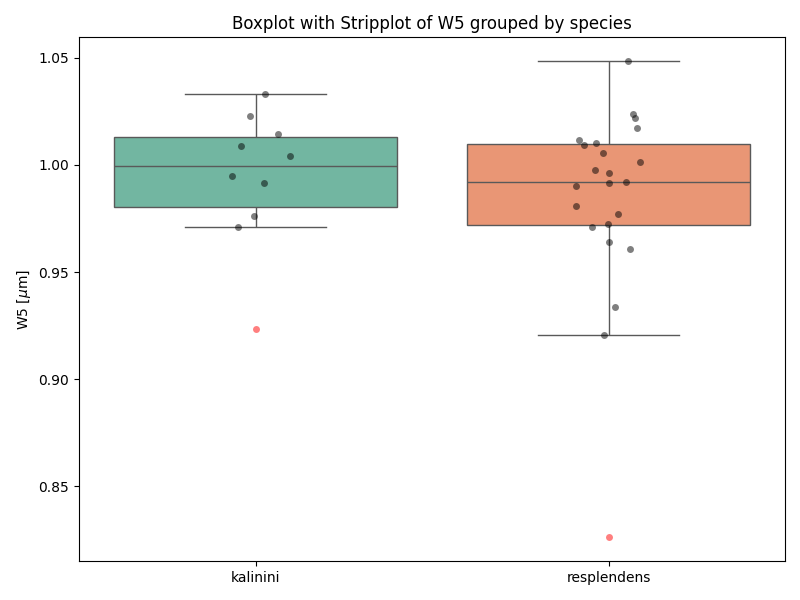 Boxplot with Stripplot of W5 grouped by species
1.05
1.00
0.95
0.90
0.85
W5 [μm]
kalinini
resplendens